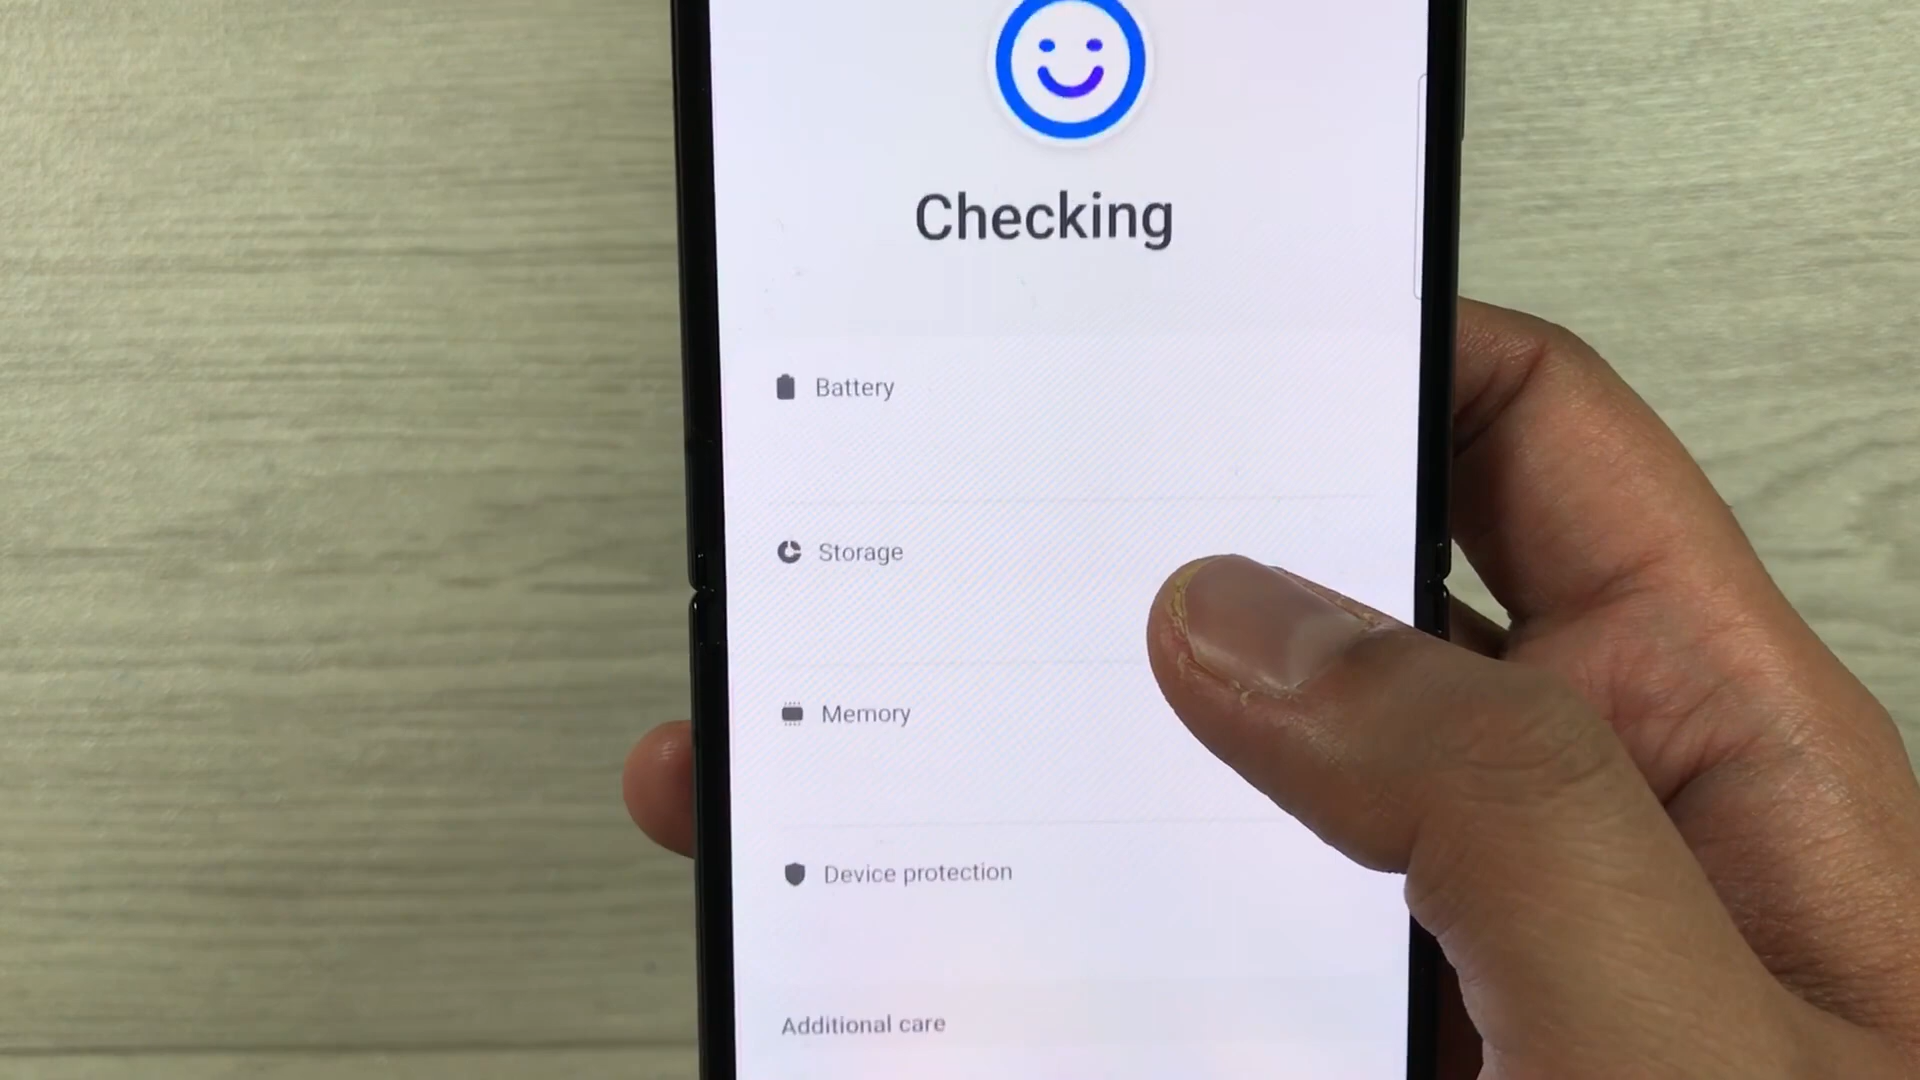 Checking
Battery
Storage
Memory
Device protection
Additional care